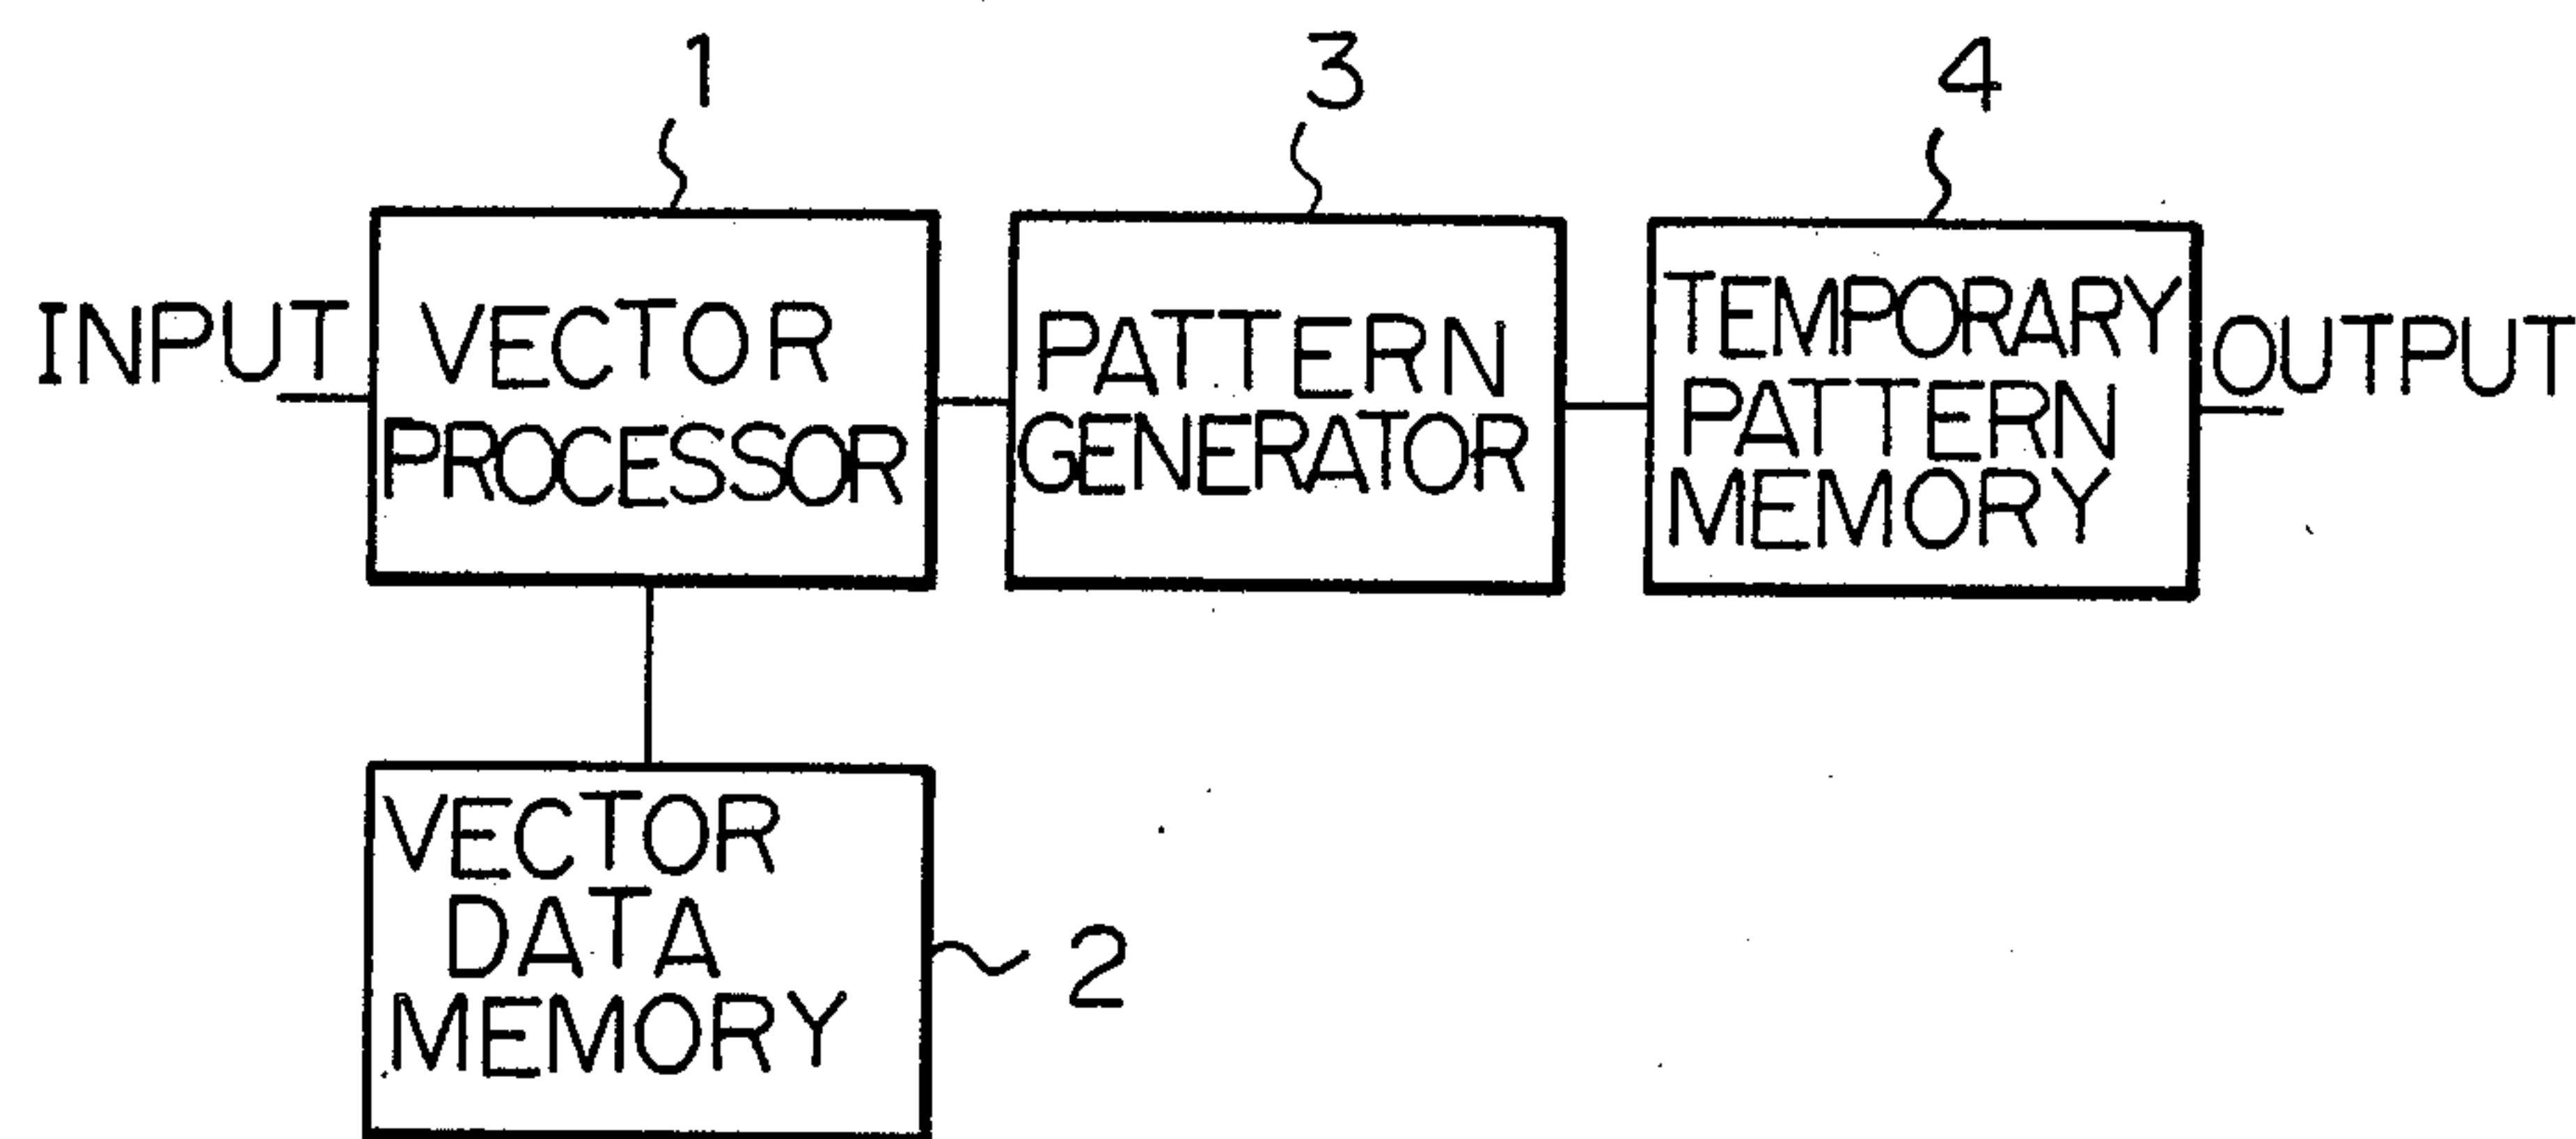 1
3
4
INPUT
VECTOR
PROCESSOR
PATTERN
GENERATOR
TEMPORARY
PATTERN
MEMORY
OUTPUT
VECTOR
DATA
MEMORY
2